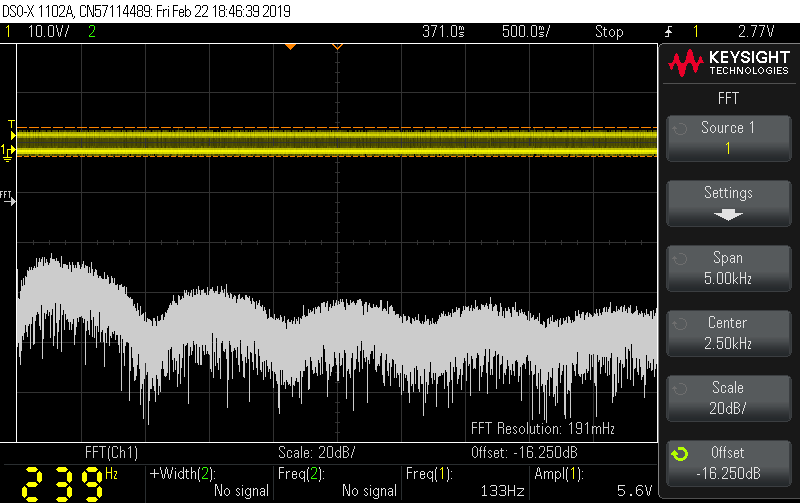 DSO-X 1102A, CN57114489: Fri Feb 22 18:46:39 2019
1 10.0V/ 2 371.0s 500.0s/ Stop 1 2.77V
KEYSIGHT
TECHNOLOGIES
FFT
Source 1
1
Settings
Span
5.00kHz
Center
2.50kHz
Scale
20dB/
Offset
-16.250dB
T
1
FFT
FFT Resolution: 191mHz
FFT(Ch1) Scale: 20dB/ Offset: -16.250dB
239Hz
+Width(2):
No signal
Freq(2):
No signal
Freq(1):
133Hz
Ampl(1):
5.6V